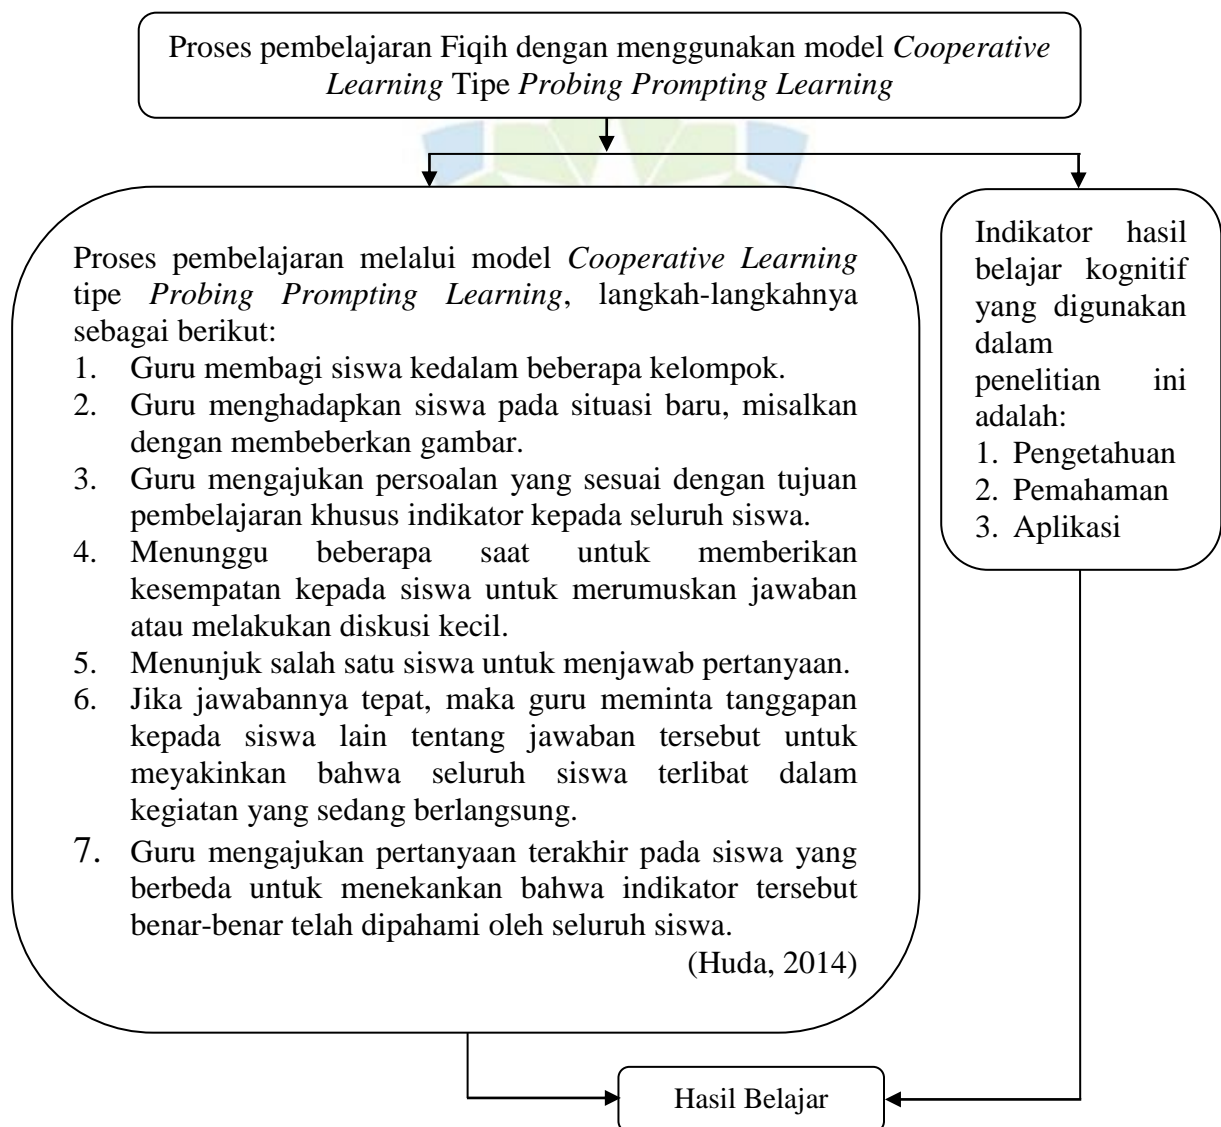 Proses pembelajaran Fiqih dengan menggunakan model Cooperative
Learning Tipe Probing Prompting Learning
Proses pembelajaran melalui model Cooperative Learning
tipe Probing Prompting Learning, langkah-langkahnya
sebagai berikut:
1. Guru membagi siswa kedalam beberapa kelompok.
2. Guru menghadapkan siswa pada situasi baru, misalkan
dengan membeberkan gambar.
3. Guru mengajukan persoalan yang sesuai dengan tujuan
pembelajaran khusus indikator kepada seluruh siswa.
4. Menunggu beberapa saat untuk memberikan
kesempatan kepada siswa untuk merumuskan jawaban
atau melakukan diskusi kecil.
5. Menunjuk salah satu siswa untuk menjawab pertanyaan.
6. Jika jawabannya tepat, maka guru meminta tanggapan
kepada siswa lain tentang jawaban tersebut untuk
meyakinkan bahwa seluruh siswa terlibat dalam
kegiatan yang sedang berlangsung.
7. Guru mengajukan pertanyaan terakhir pada siswa yang
berbeda untuk menekankan bahwa indikator tersebut
benar-benar telah dipahami oleh seluruh siswa.
(Huda, 2014)
Indikator hasil
belajar kognitif
yang digunakan
dalam
penelitian ini
adalah:
1. Pengetahuan
2. Pemahaman
3. Aplikasi
Hasil Belajar